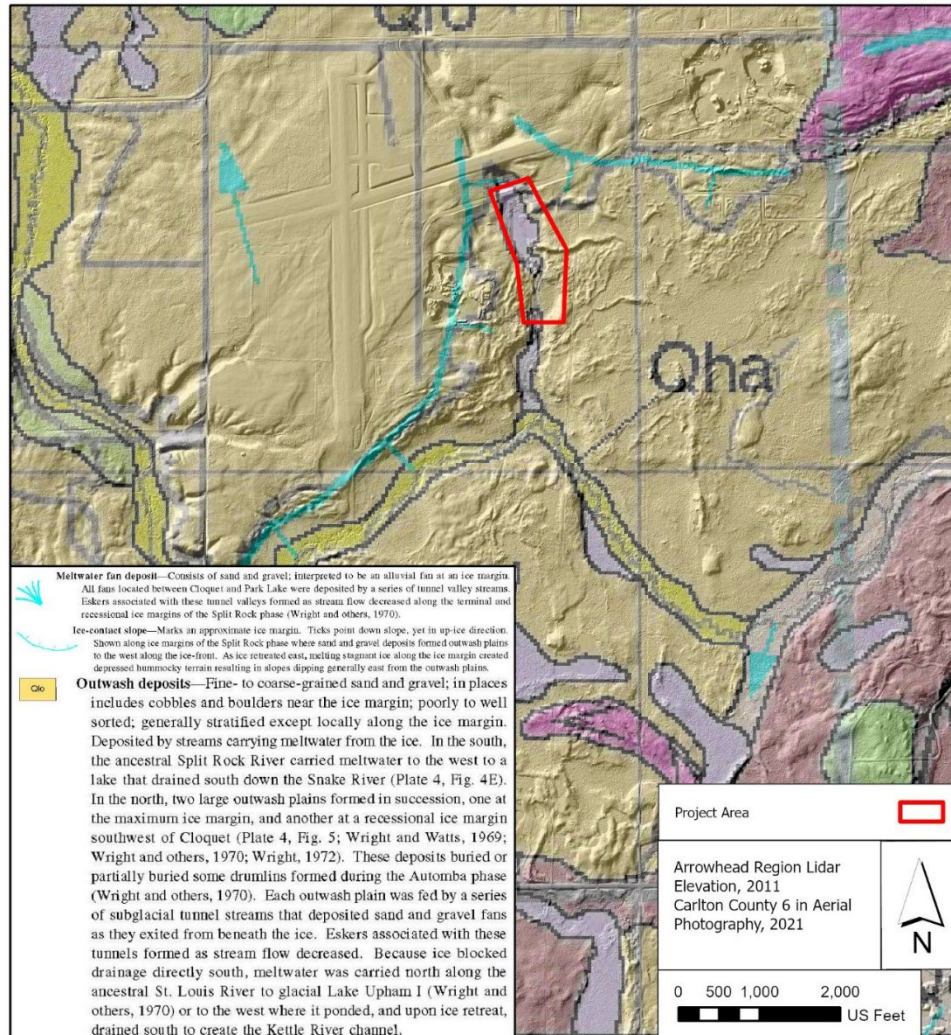 Qlo
Qha
Meltwater fan deposit—Consists of sand and gravel; interpreted to be an alluvial fan at an ice margin.
All fans located between Cloquet and Park Lake were deposited by a series of tunnel valley streams.
Eskers associated with these tunnel valleys formed as stream flow decreased along the terminal and
recessional ice margins of the Split Rock phase (Wright and others, 1970).
Ice-contact slope—Marks an approximate ice margin. Ticks point down slope, yet in up-ice direction.
Shown along ice margins of the Split Rock phase where sand and gravel deposits formed outwash plains
to the west along the ice-front. As ice retreated east, melting stagnant ice along the ice margin created
depressed hummocky terrain resulting in slopes dipping generally east from the outwash plains.
Qlo
Outwash deposits—Fine- to coarse-grained sand and gravel; in places
includes cobbles and boulders near the ice margin; poorly to well
sorted; generally stratified except locally along the ice margin.
Deposited by streams carrying meltwater from the ice. In the south,
the ancestral Split Rock River carried meltwater to the west to a
lake that drained south down the Snake River (Plate 4, Fig. 4E).
In the north, two large outwash plains formed in succession, one at
the maximum ice margin, and another at a recessional ice margin
southwest of Cloquet (Plate 4, Fig. 5; Wright and Watts, 1969;
Wright and others, 1970; Wright, 1972). These deposits buried or
partially buried some drumlins formed during the Automba phase
(Wright and others, 1970). Each outwash plain was fed by a series
of subglacial tunnel streams that deposited sand and gravel fans
as they exited from beneath the ice. Eskers associated with these
tunnels formed as stream flow decreased. Because ice blocked
drainage directly south, meltwater was carried north along the
ancestral St. Louis River to glacial Lake Upham I (Wright and
others, 1970) or to the west where it ponded, and upon ice retreat,
drained south to create the Kettle River channel.
Project Area
Arrowhead Region Lidar
Elevation, 2011
Carlton County 6 in Aerial
Photography, 2021
N
0 500 1,000 2,000
US Feet